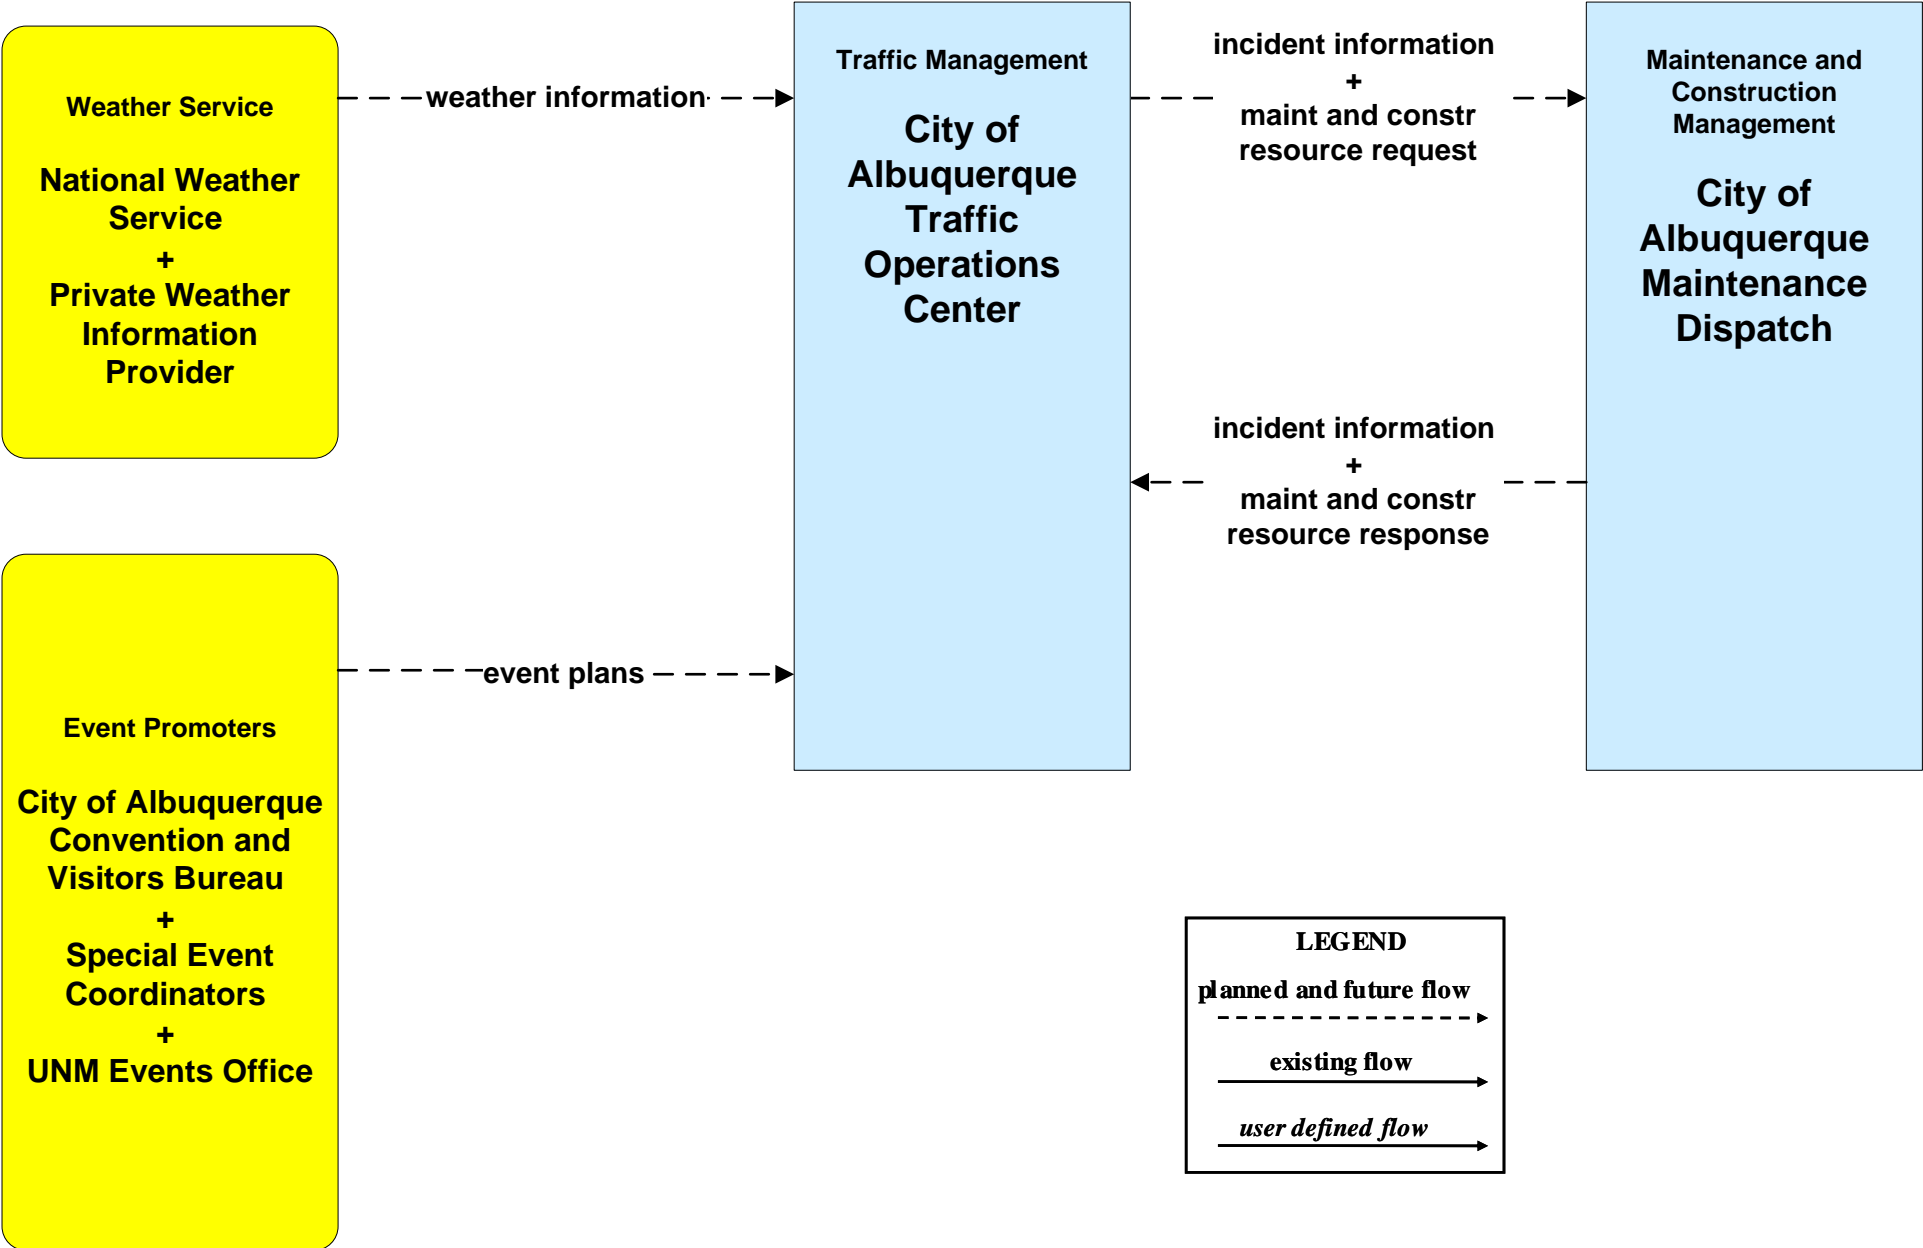 Weather Service
National Weather
Service
+
Private Weather
Information
Provider
weather information
Traffic Management
City of
Albuquerque
Traffic
Operations
Center
incident information
+
maint and constr
resource request
Maintenance and
Construction
Management
City of
Albuquerque
Maintenance
Dispatch
incident information
+
maint and constr
resource response
Event Promoters
City of Albuquerque
Convention and
Visitors Bureau
+
Special Event
Coordinators
+
UNM Events Office
event plans
LEGEND
planned and future flow
existing flow
user defined flow